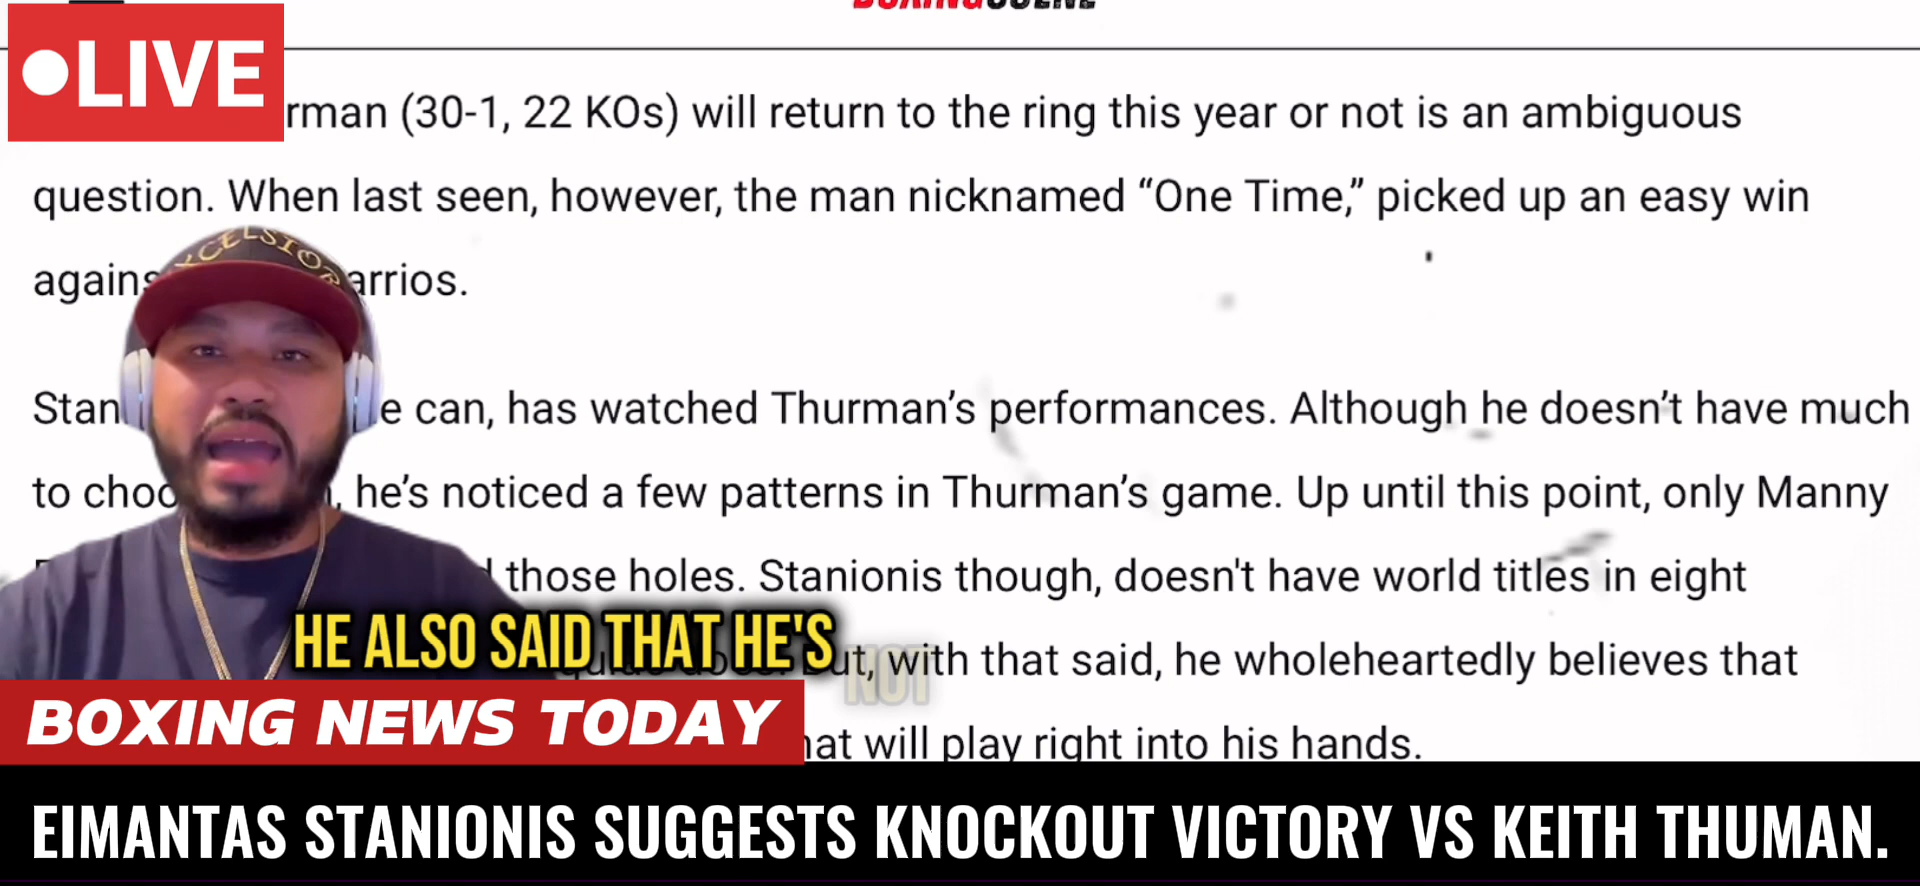 BOXINGSCENE
LIVE
rman (30-1, 22 KOs) will return to the ring this year or not is an ambiguous
question. When last seen, however, the man nicknamed “One Time,” picked up an easy win
agains arrios.
EXCELSIOR
Stan e can, has watched Thurman’s performances. Although he doesn’t have much
to choo , he’s noticed a few patterns in Thurman’s game. Up until this point, only Manny
those holes. Stanionis though, doesn't have world titles in eight
HE ALSO SAID THAT HE'S NOT
but, with that said, he wholeheartedly believes that
BOXING NEWS TODAY
hat will play right into his hands.
EIMANTAS STANIONIS SUGGESTS KNOCKOUT VICTORY VS KEITH THUMAN.